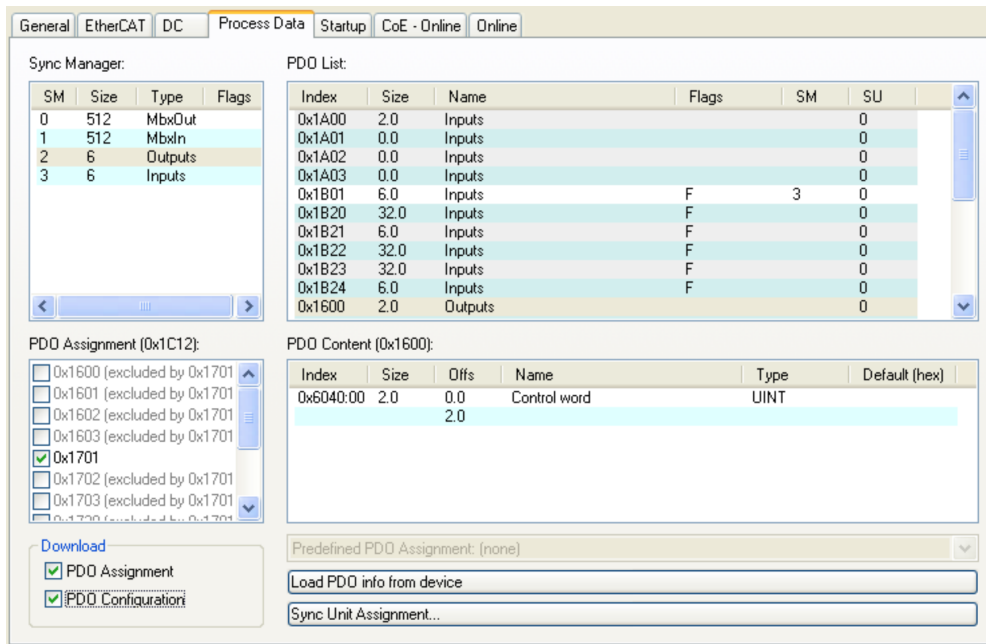 General EtherCAT DC Process Data Startup CoE - Online Online
Sync Manager:
SM Size Type Flags
0 512 MbxOut
1 512 MbxIn
2 6 Outputs
3 6 Inputs
PDO List:
Index Size Name Flags SM SU
0x1A00 2.0 Inputs 0
0x1A01 0.0 Inputs 0
0x1A02 0.0 Inputs 0
0x1A03 0.0 Inputs 0
0x1B01 6.0 Inputs F 3 0
0x1B20 32.0 Inputs F 0
0x1B21 6.0 Inputs F 0
0x1B22 32.0 Inputs F 0
0x1B23 32.0 Inputs F 0
0x1B24 6.0 Inputs F 0
0x1600 2.0 Outputs 0
PDO Assignment (0x1C12):
0x1600 (excluded by 0x1701
0x1601 (excluded by 0x1701
0x1602 (excluded by 0x1701
0x1603 (excluded by 0x1701
0x1701
0x1702 (excluded by 0x1701
0x1703 (excluded by 0x1701
PDO Content (0x1600):
Index Size Offs Name Type Default (hex)
0x6040:00 2.0 0.0 Control word UINT
2.0
Download
PDO Assignment
PDO Configuration
Predefined PDO Assignment: (none)
Load PDO info from device
Sync Unit Assignment...